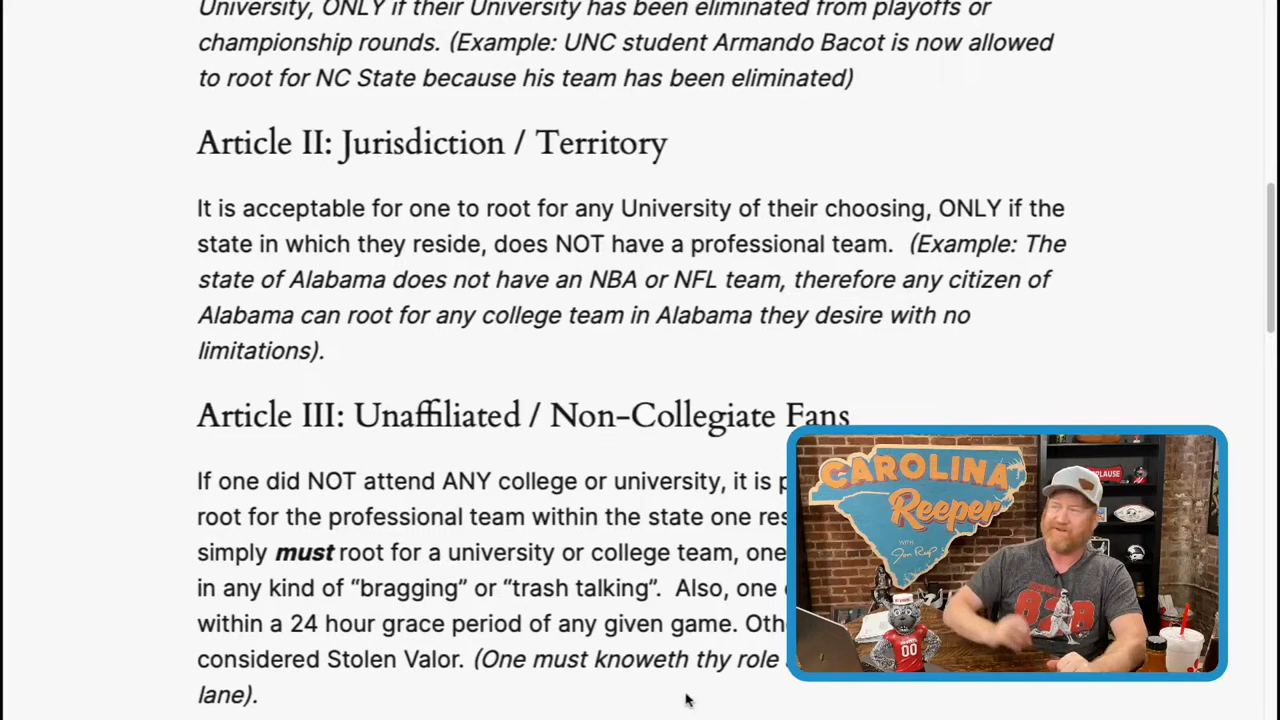 University, ONLY if their University has been eliminated from playoffs or
championship rounds. (Example: UNC student Armando Bacot is now allowed
to root for NC State because his team has been eliminated)
Article II: Jurisdiction / Territory
It is acceptable for one to root for any University of their choosing, ONLY if the
state in which they reside, does NOT have a professional team. (Example: The
state of Alabama does not have an NBA or NFL team, therefore any citizen of
Alabama can root for any college team in Alabama they desire with no
limitations).
Article III: Unaffiliated / Non-Collegiate Fans
If one did NOT attend ANY college or university, it is
root for the professional team within the state one
simply must root for a university or college team, one
in any kind of “bragging” or “trash talking”. Also, one
within a 24 hour grace period of any given game.
considered Stolen Valor. (One must knoweth thy role
lane).
CAROLINA
Reeper
WITH
Jon Reep
APPLAUSE
828
00